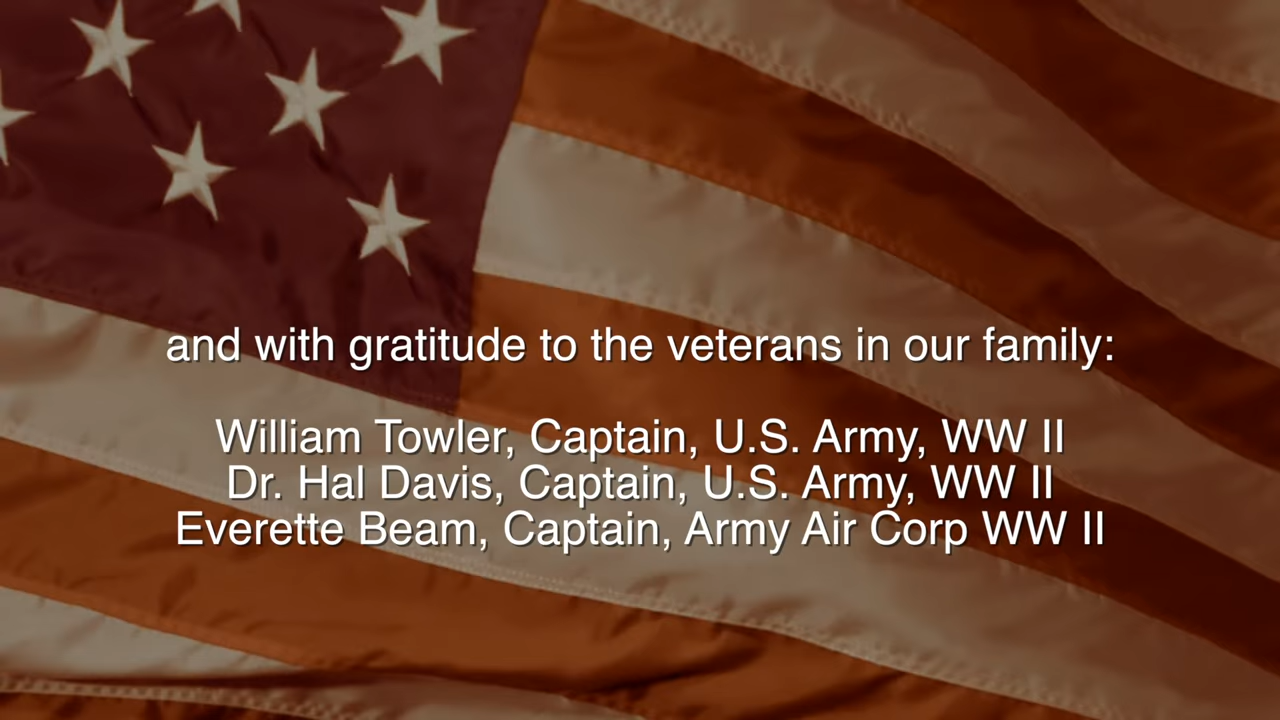 and with gratitude to the veterans in our family:
William Towler, Captain, U.S. Army, WW II
Dr. Hal Davis, Captain, U.S. Army, WW II
Everette Beam, Captain, Army Air Corp WW II